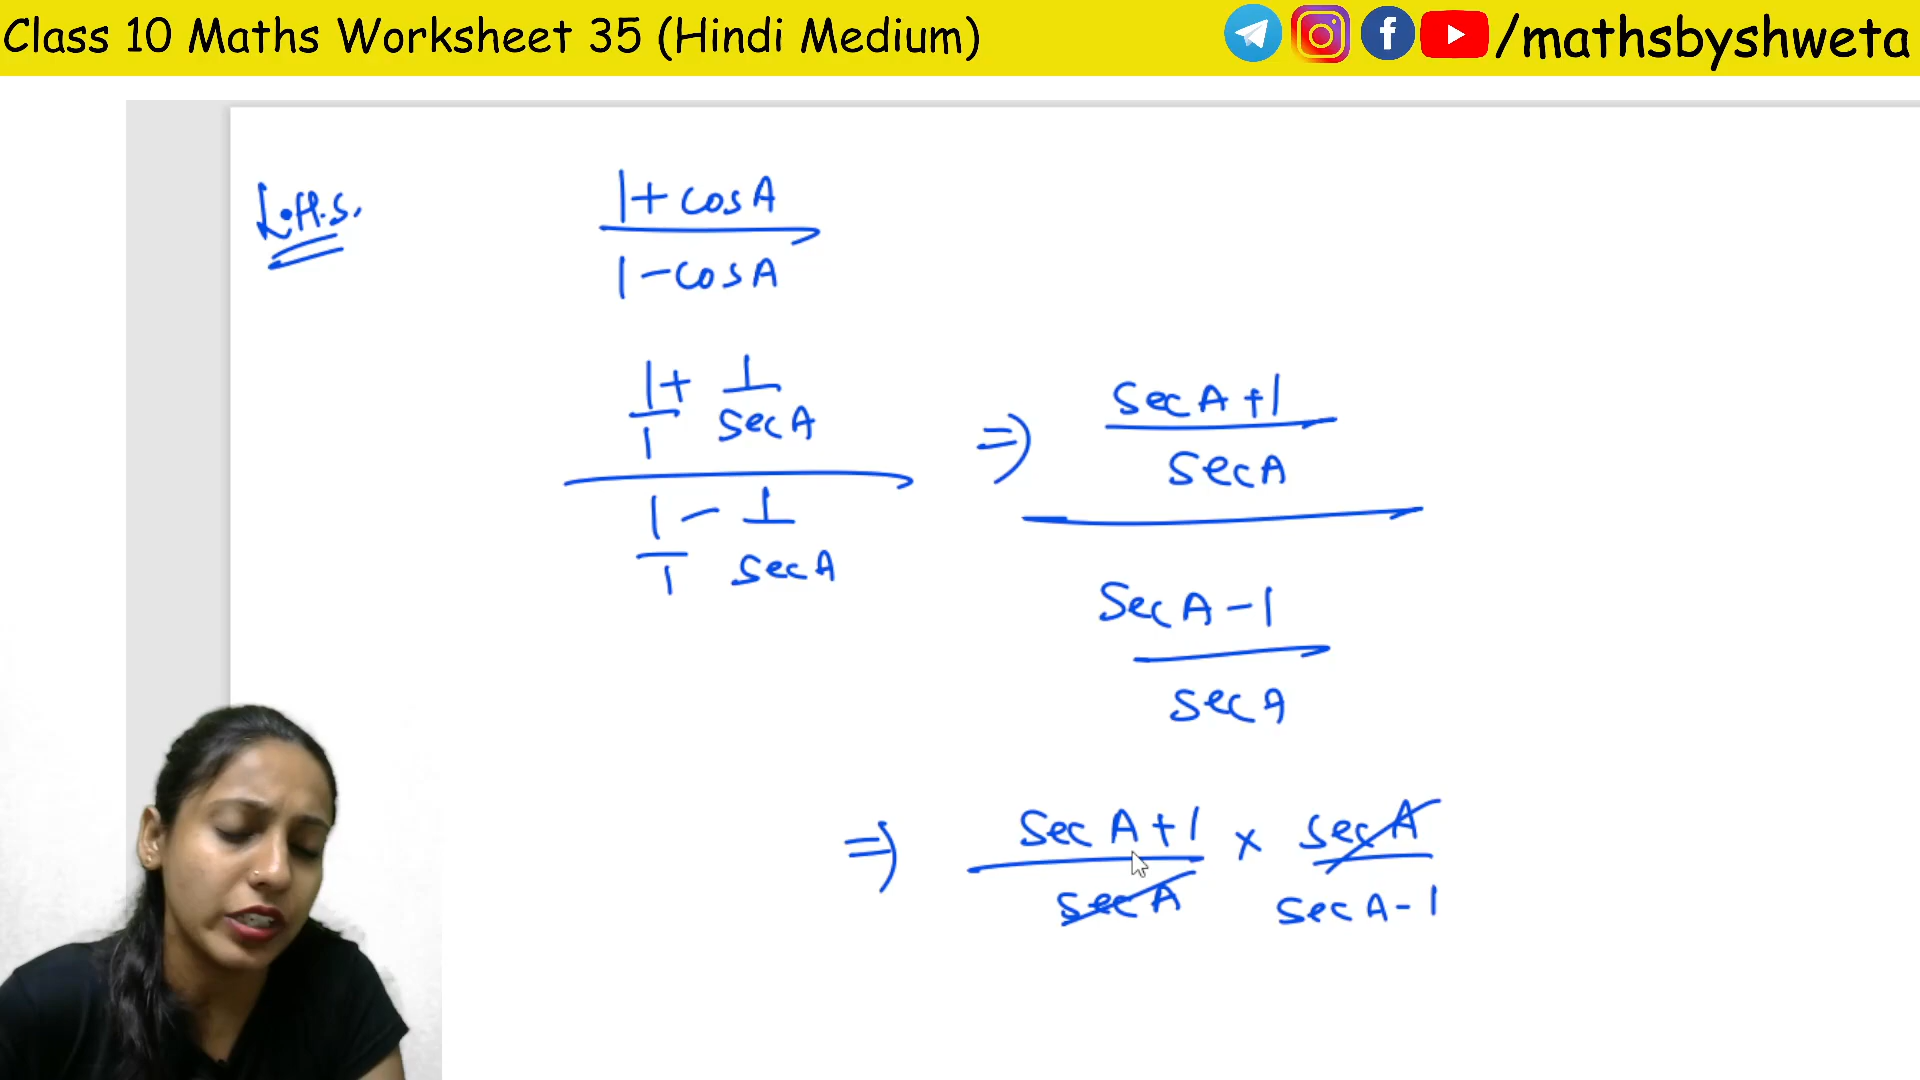 Class 10 Maths Worksheet 35 (Hindi Medium)
/mathsbyshweta
L.H.S.
1 + cosA
1 - cosA
1/1 + 1/secA
1/1 - 1/secA
=> secA + 1
secA
secA - 1
secA
=> secA + 1 / secA × secA / secA - 1